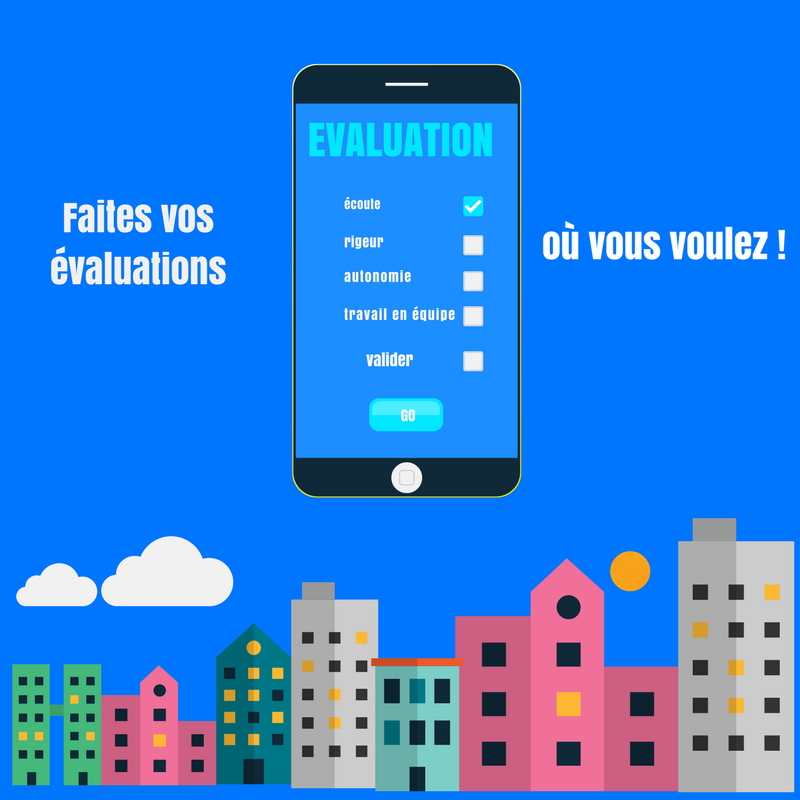 Faites vos
évaluations
EVALUATION
écoute
rigeur
autonomie
travail en équipe
valider
GO
où vous voulez !